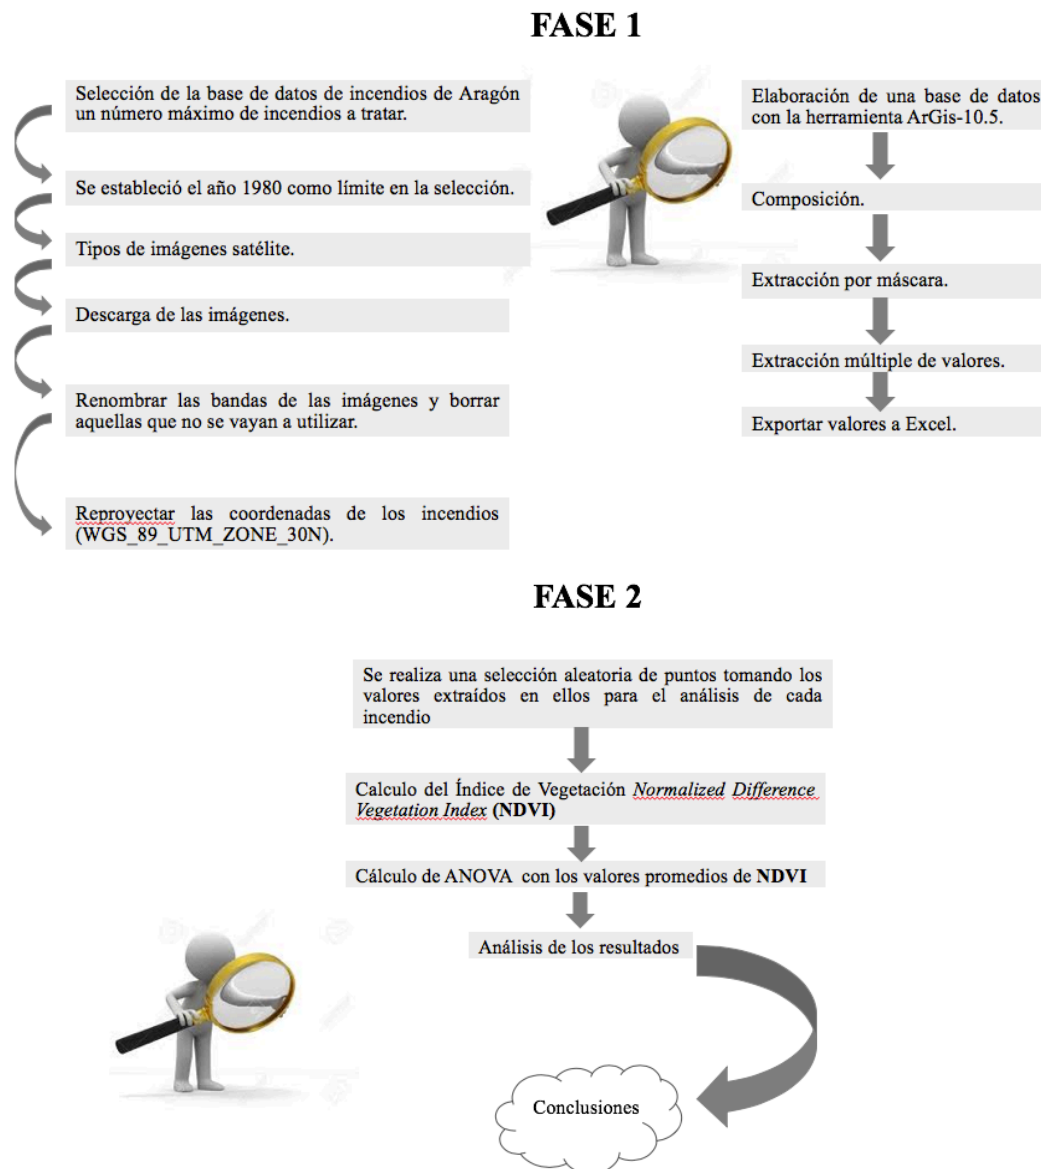 FASE 1
Selección de la base de datos de incendios de Aragón
un número máximo de incendios a tratar.
Se estableció el año 1980 como límite en la selección.
Tipos de imágenes satélite.
Descarga de las imágenes.
Renombrar las bandas de las imágenes y borrar
aquellas que no se vayan a utilizar.
Reproyectar las coordenadas de los incendios
(WGS_89_UTM_ZONE_30N).
Elaboración de una base de datos
con la herramienta ArGis-10.5.
Composición.
Extracción por máscara.
Extracción múltiple de valores.
Exportar valores a Excel.
FASE 2
Se realiza una selección aleatoria de puntos tomando los
valores extraídos en ellos para el análisis de cada
incendio
Calculo del Índice de Vegetación Normalized Difference
Vegetation Index (NDVI)
Cálculo de ANOVA con los valores promedios de NDVI
Análisis de los resultados
Conclusiones